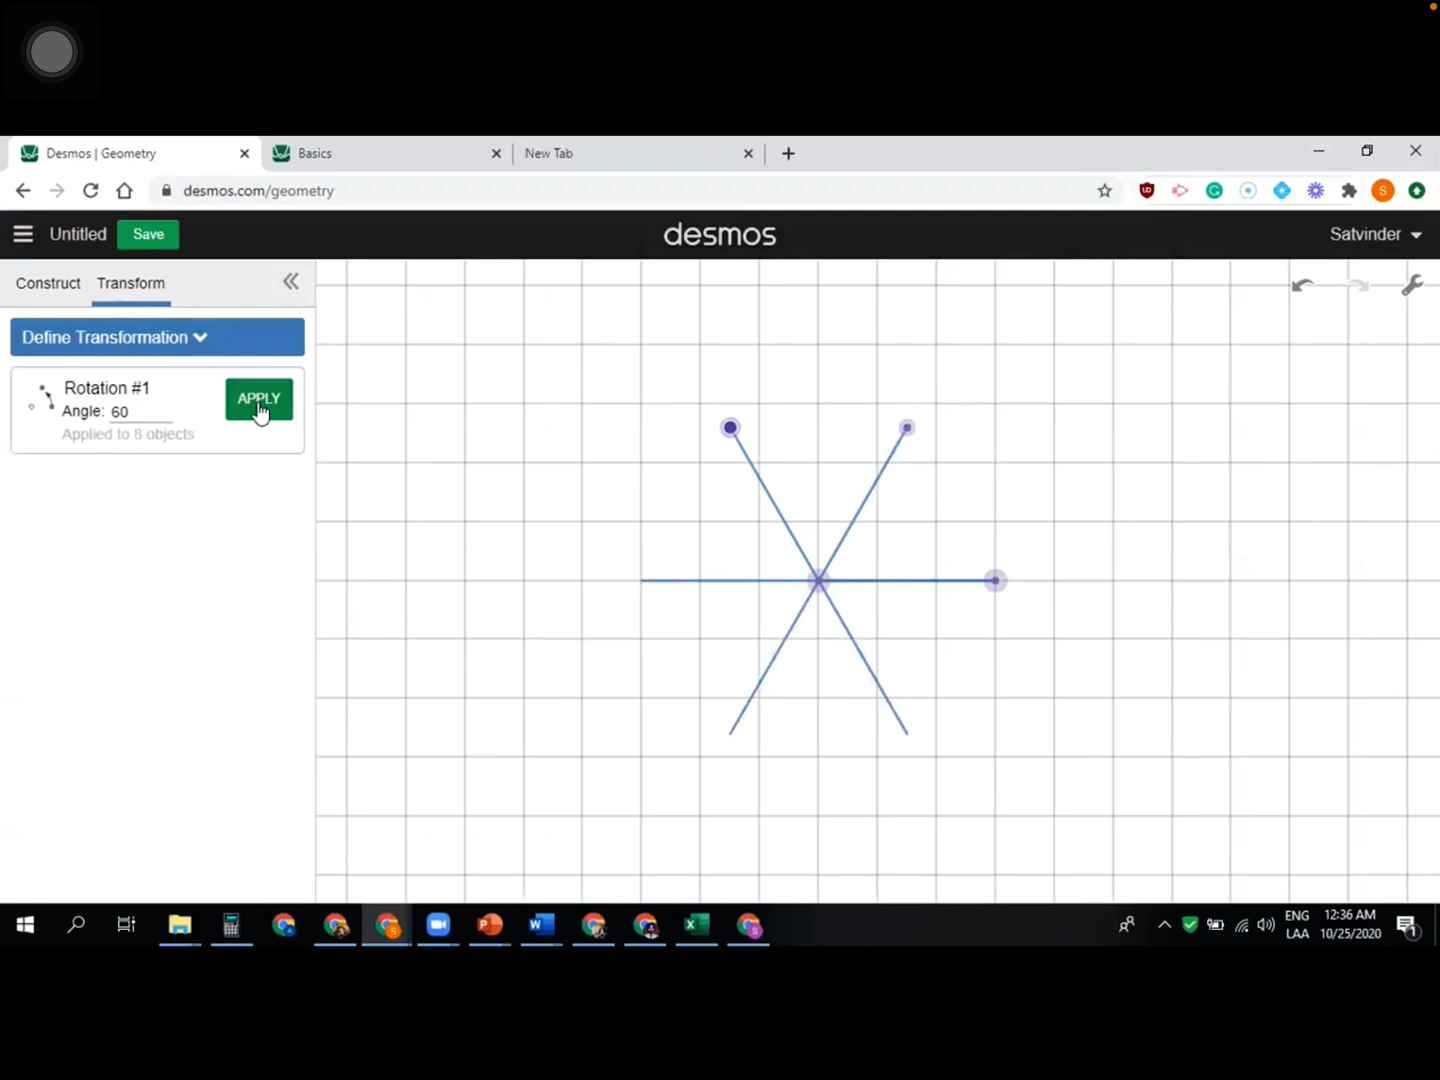 Desmos | Geometry
Basics
New Tab
desmos.com/geometry
Untitled
Save
desmos
Satvinder
Construct
Transform
Define Transformation
Rotation #1
Angle: 60
Applied to 8 objects
APPLY
ENG
LAA
12:36 AM
10/25/2020